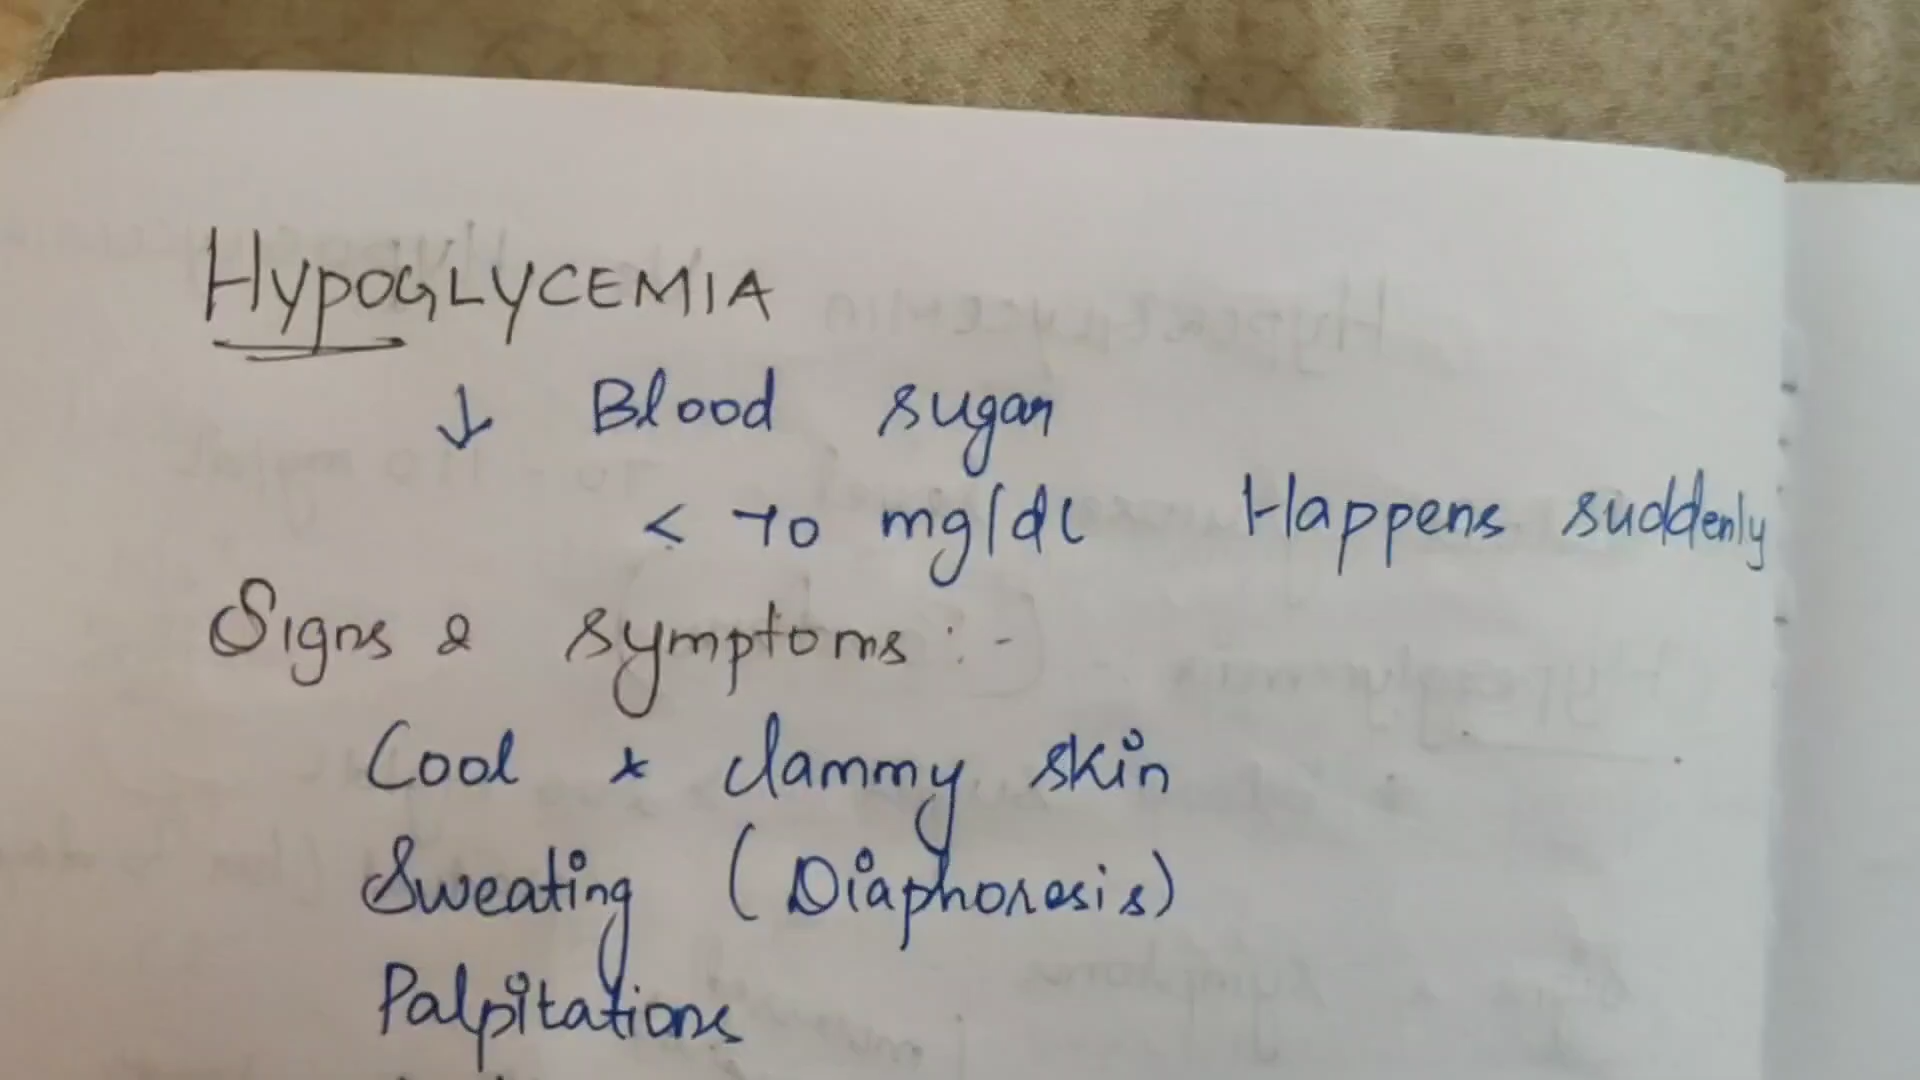 HypoGLYCEMIA
↓ Blood sugar
< 70 mg/dl Happens suddenly
Signs & symptoms :-
Cool & clammy skin
Sweating (Diaphoresis)
Palpitations